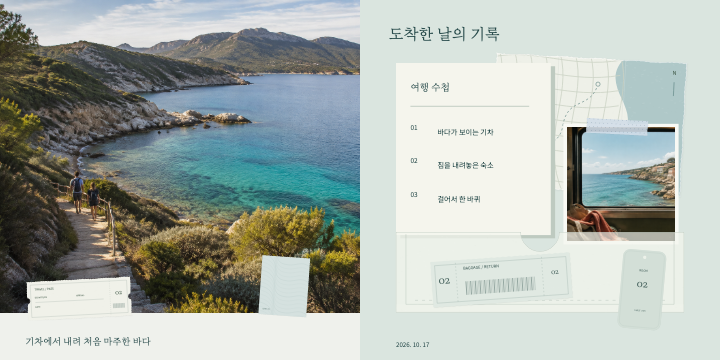 02
기차에서 내려 처음 마주한 바다
도착한 날의 기록
여행 수첩
01 바다가 보이는 기차
02 짐을 내려놓은 숙소
03 걸어서 한 바퀴
N
BAGGAGE / RETURN
02
02
02
2026. 10. 17